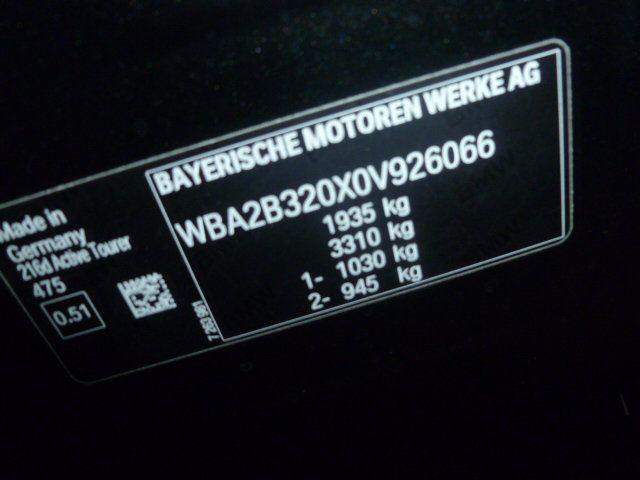 BAYERISCHE MOTOREN WERKE AG
WBA2B320X0V926066
1935 kg
3310 kg
1- 1030 kg
2- 945 kg
Made in
Germany
216d Active Tourer
475
0.51